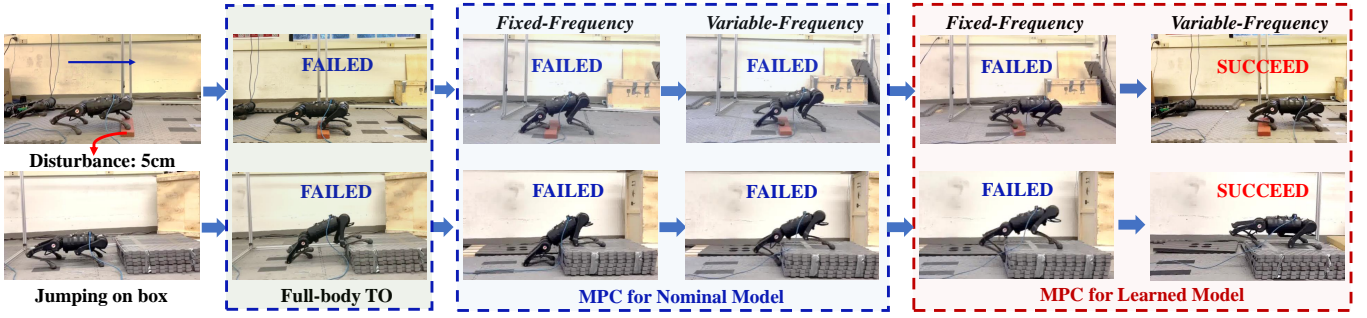 Fixed-Frequency Variable-Frequency Fixed-Frequency Variable-Frequency
FAILED FAILED FAILED FAILED SUCCEED
Disturbance: 5cm
FAILED FAILED FAILED FAILED SUCCEED
Jumping on box Full-body TO MPC for Nominal Model MPC for Learned Model